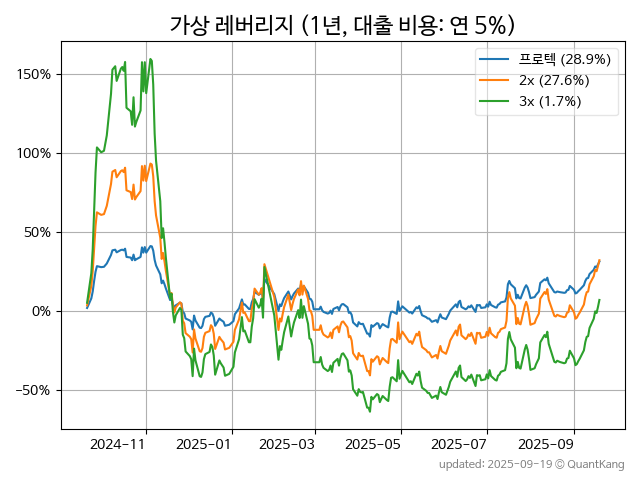 가상 레버리지 (1년, 대출 비용: 연 5%)
프로텍 (28.9%)
2x (27.6%)
3x (1.7%)
150%
100%
50%
0%
−50%
2024-11
2025-01
2025-03
2025-05
2025-07
2025-09
updated: 2025-09-19 © QuantKang